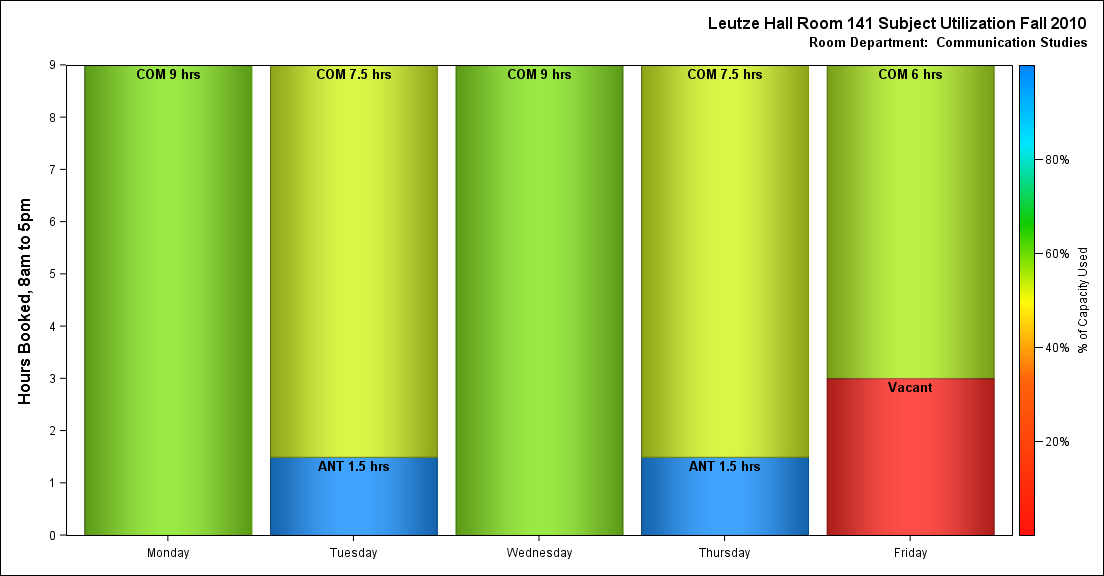 Leutze Hall Room 141 Subject Utilization Fall 2010
Room Department:  Communication Studies
Hours Booked, 8am to 5pm
9
8
7
6
5
4
3
2
1
0
COM 9 hrs
COM 7.5 hrs
COM 9 hrs
COM 7.5 hrs
COM 6 hrs
Vacant
ANT 1.5 hrs
ANT 1.5 hrs
Monday
Tuesday
Wednesday
Thursday
Friday
80%
60%
40%
20%
% of Capacity Used